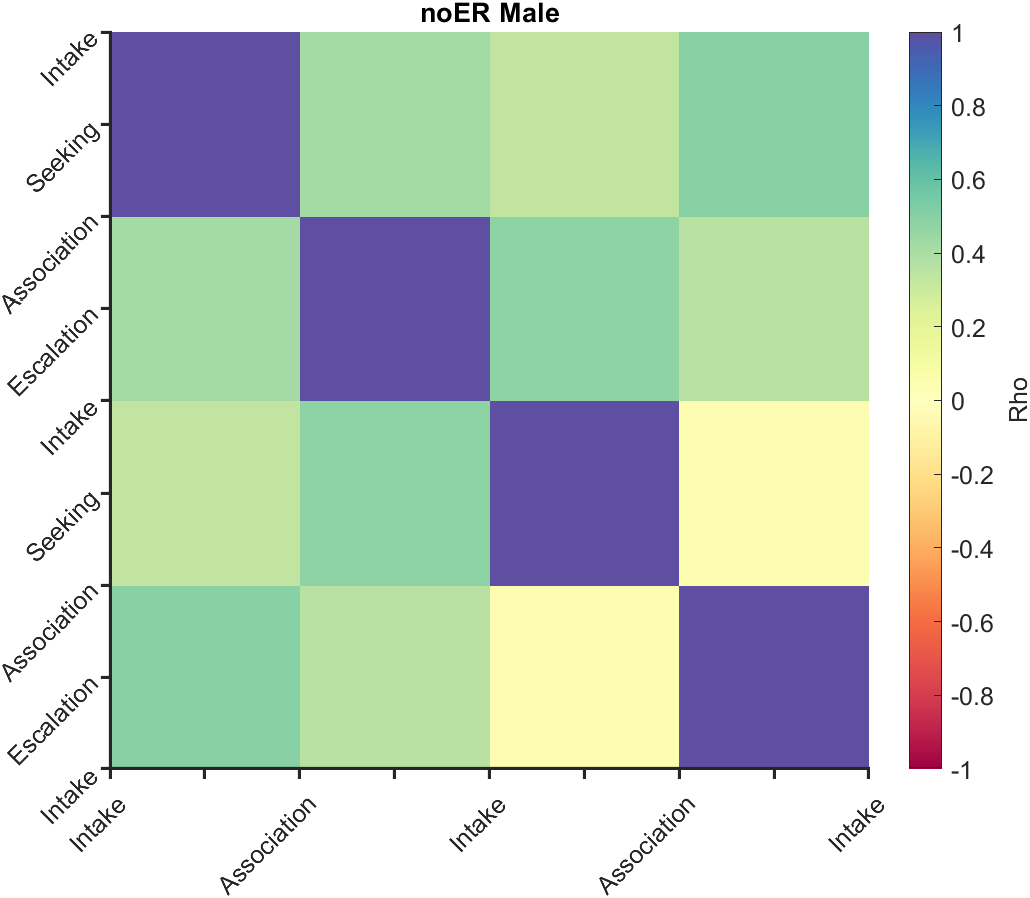 noER Male
Intake
Seeking
Association
Escalation
Intake
Seeking
Association
Escalation
Intake
Intake
Association
Intake
Association
Intake
1
0.8
0.6
0.4
0.2
0
-0.2
-0.4
-0.6
-0.8
-1
Rho